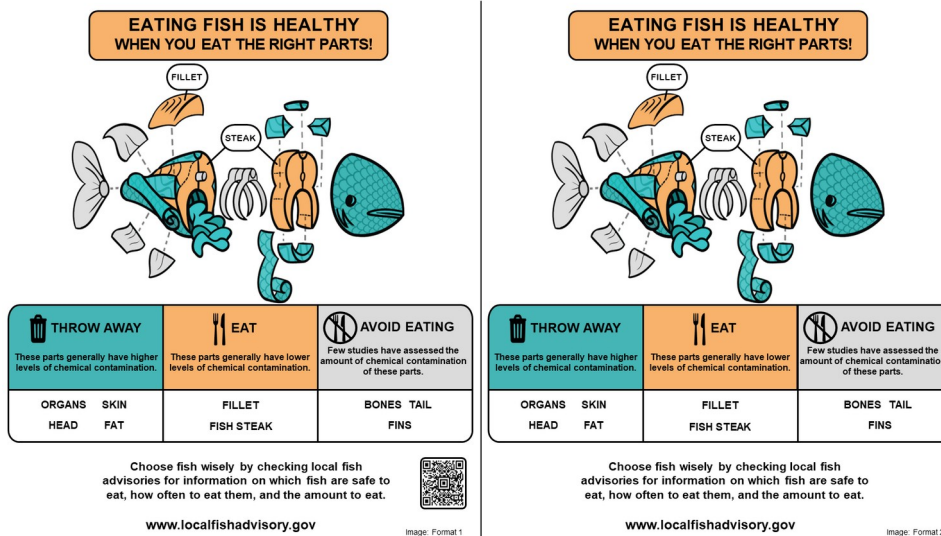 EATING FISH IS HEALTHY
WHEN YOU EAT THE RIGHT PARTS!
FILLET
STEAK
THROW AWAY
These parts generally have higher
levels of chemical contamination.
EAT
These parts generally have lower
levels of chemical contamination.
AVOID EATING
Few studies have assessed the
amount of chemical contamination
of these parts.
ORGANS SKIN
HEAD FAT
FILLET
FISH STEAK
BONES TAIL
FINS
Choose fish wisely by checking local fish
advisories for information on which fish are safe to
eat, how often to eat them, and the amount to eat.
www.localfishadvisory.gov
Image: Format 1
EATING FISH IS HEALTHY
WHEN YOU EAT THE RIGHT PARTS!
FILLET
STEAK
THROW AWAY
These parts generally have higher
levels of chemical contamination.
EAT
These parts generally have lower
levels of chemical contamination.
AVOID EATING
Few studies have assessed the
amount of chemical contamination
of these parts.
ORGANS SKIN
HEAD FAT
FILLET
FISH STEAK
BONES TAIL
FINS
Choose fish wisely by checking local fish
advisories for information on which fish are safe to
eat, how often to eat them, and the amount to eat.
www.localfishadvisory.gov
Image: Format